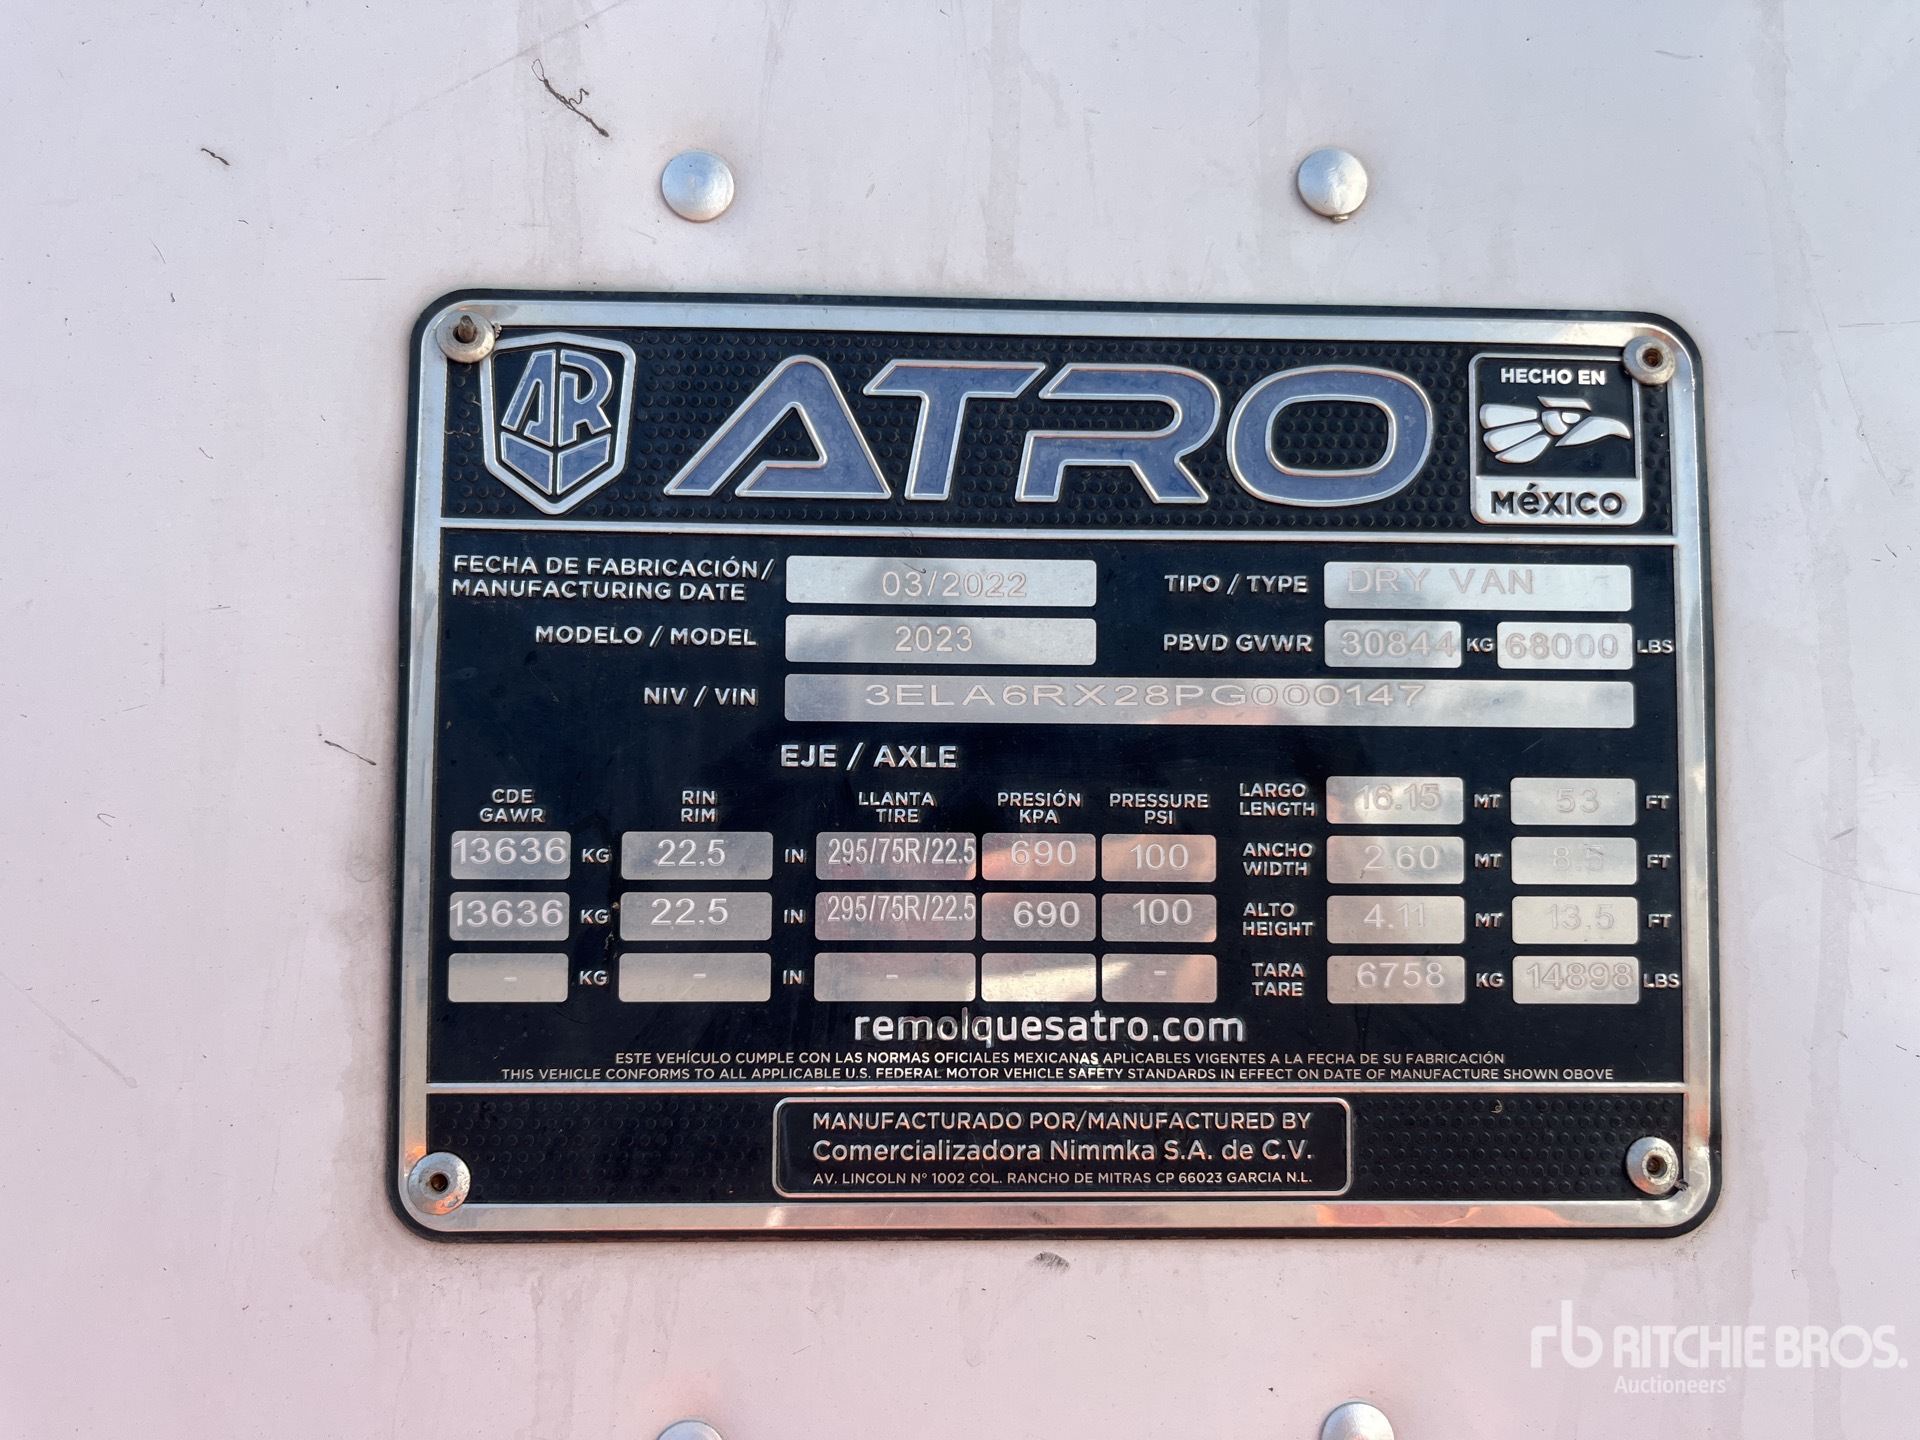 AR
ATRO
HECHO EN
MéXICO
FECHA DE FABRICACIÓN/
MANUFACTURING DATE
03/2022
TIPO / TYPE DRY VAN
MODELO / MODEL 2023
PBVD GVWR 30844 KG 68000 LBS
NIV / VIN 3ELA6RX28PG000147
EJE / AXLE
CDE
GAWR
RIN
RIM
LLANTA
TIRE
PRESIÓN
KPA
PRESSURE
PSI
13636 KG 22.5 IN 295/75R/22.5 690 100
13636 KG 22.5 IN 295/75R/22.5 690 100
- KG - IN - - -
LARGO
LENGTH
16.15 MT 53 FT
ANCHO
WIDTH
2.60 MT 8.5 FT
ALTO
HEIGHT
4.11 MT 13.5 FT
TARA
TARE
6758 KG 14898 LBS
remolquesatro.com
ESTE VEHÍCULO CUMPLE CON LAS NORMAS OFICIALES MEXICANAS APLICABLES VIGENTES A LA FECHA DE SU FABRICACIÓN
THIS VEHICLE CONFORMS TO ALL APPLICABLE U.S. FEDERAL MOTOR VEHICLE SAFETY STANDARDS IN EFFECT ON DATE OF MANUFACTURE SHOWN OBOVE
MANUFACTURADO POR/MANUFACTURED BY
Comercializadora Nimmka S.A. de C.V.
AV. LINCOLN Nº 1002 COL. RANCHO DE MITRAS CP 66023 GARCIA N.L.
rb RITCHIE BROS.
Auctioneers